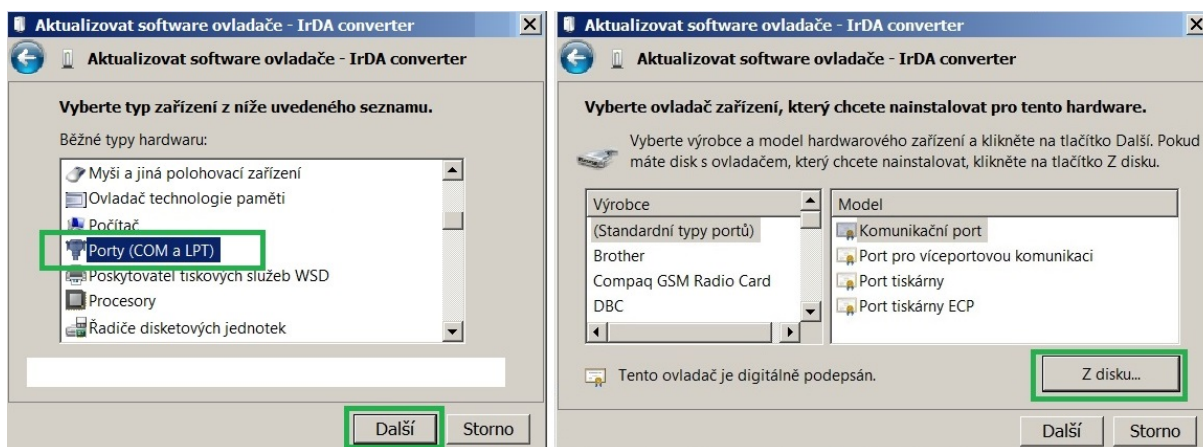 Aktualizovat software ovladače - IrDA converter
Aktualizovat software ovladače - IrDA converter
Vyberte typ zařízení z níže uvedeného seznamu.
Běžné typy hardwaru:
Myši a jiná polohovací zařízení
Ovladač technologie paměti
Počítač
Porty (COM a LPT)
Poskytovatel tiskových služeb WSD
Procesory
Řadiče disketových jednotek
Další
Storno
Aktualizovat software ovladače - IrDA converter
Aktualizovat software ovladače - IrDA converter
Vyberte ovladač zařízení, který chcete nainstalovat pro tento hardware.
Vyberte výrobce a model hardwarového zařízení a klikněte na tlačítko Další. Pokud
máte disk s ovladačem, který chcete nainstalovat, klikněte na tlačítko Z disku.
Výrobce
(Standardní typy portů)
Brother
Compaq GSM Radio Card
DBC
Model
Komunikační port
Port pro víceportovou komunikaci
Port tiskárny
Port tiskárny ECP
Tento ovladač je digitálně podepsán.
Z disku...
Další
Storno